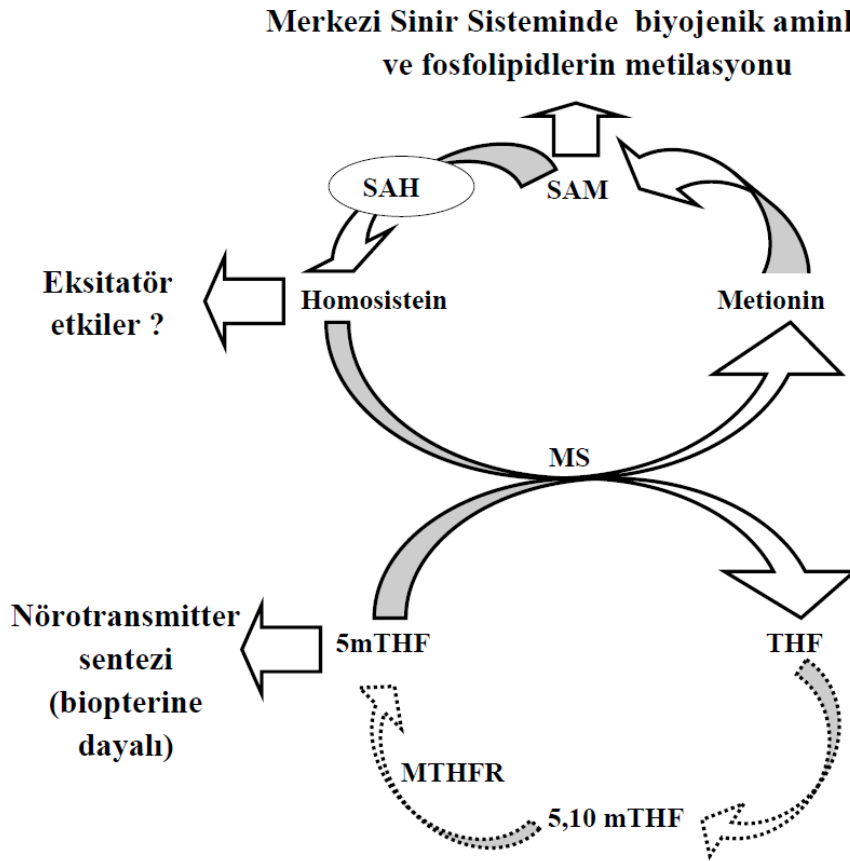 Merkezi Sinir Sisteminde biyojenik aminl
ve fosfolipidlerin metilasyonu
SAH
SAM
Eksitatör
etkiler ?
Homosistein
Metionin
MS
Nörotransmitter
sentezi
(biopterine
dayalı)
5mTHF
THF
MTHFR
5,10 mTHF